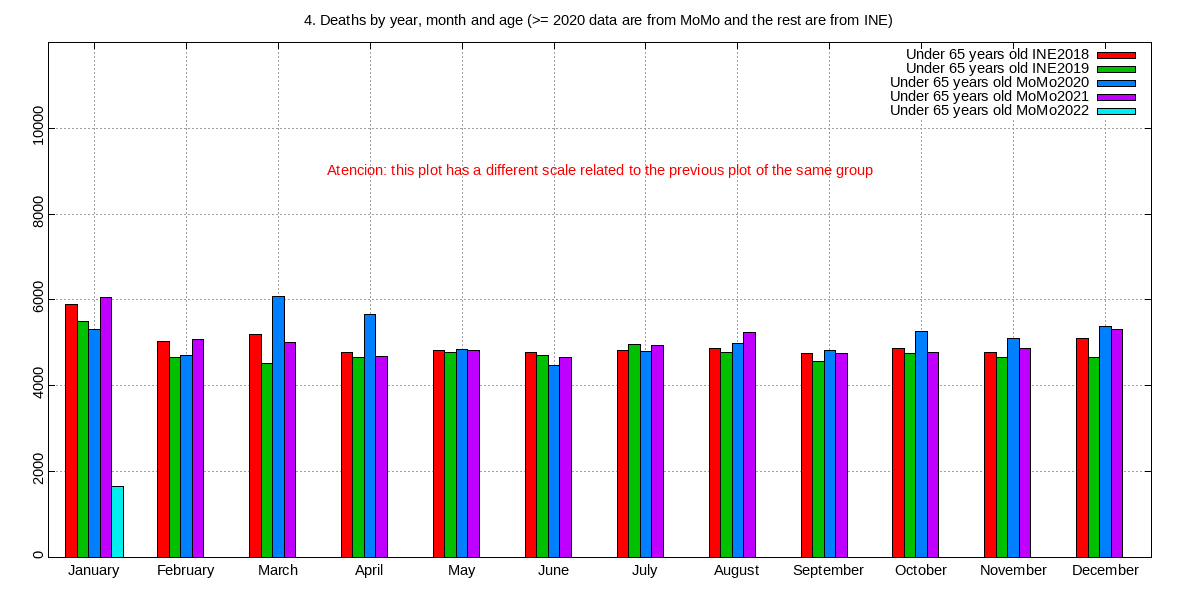 4. Deaths by year, month and age (>= 2020 data are from MoMo and the rest are from INE)
Under 65 years old INE2018
Under 65 years old INE2019
Under 65 years old MoMo2020
Under 65 years old MoMo2021
Under 65 years old MoMo2022
10000
Atencion: this plot has a different scale related to the previous plot of the same group
8000
6000
4000
2000
0
January February March April May June July August September October November December